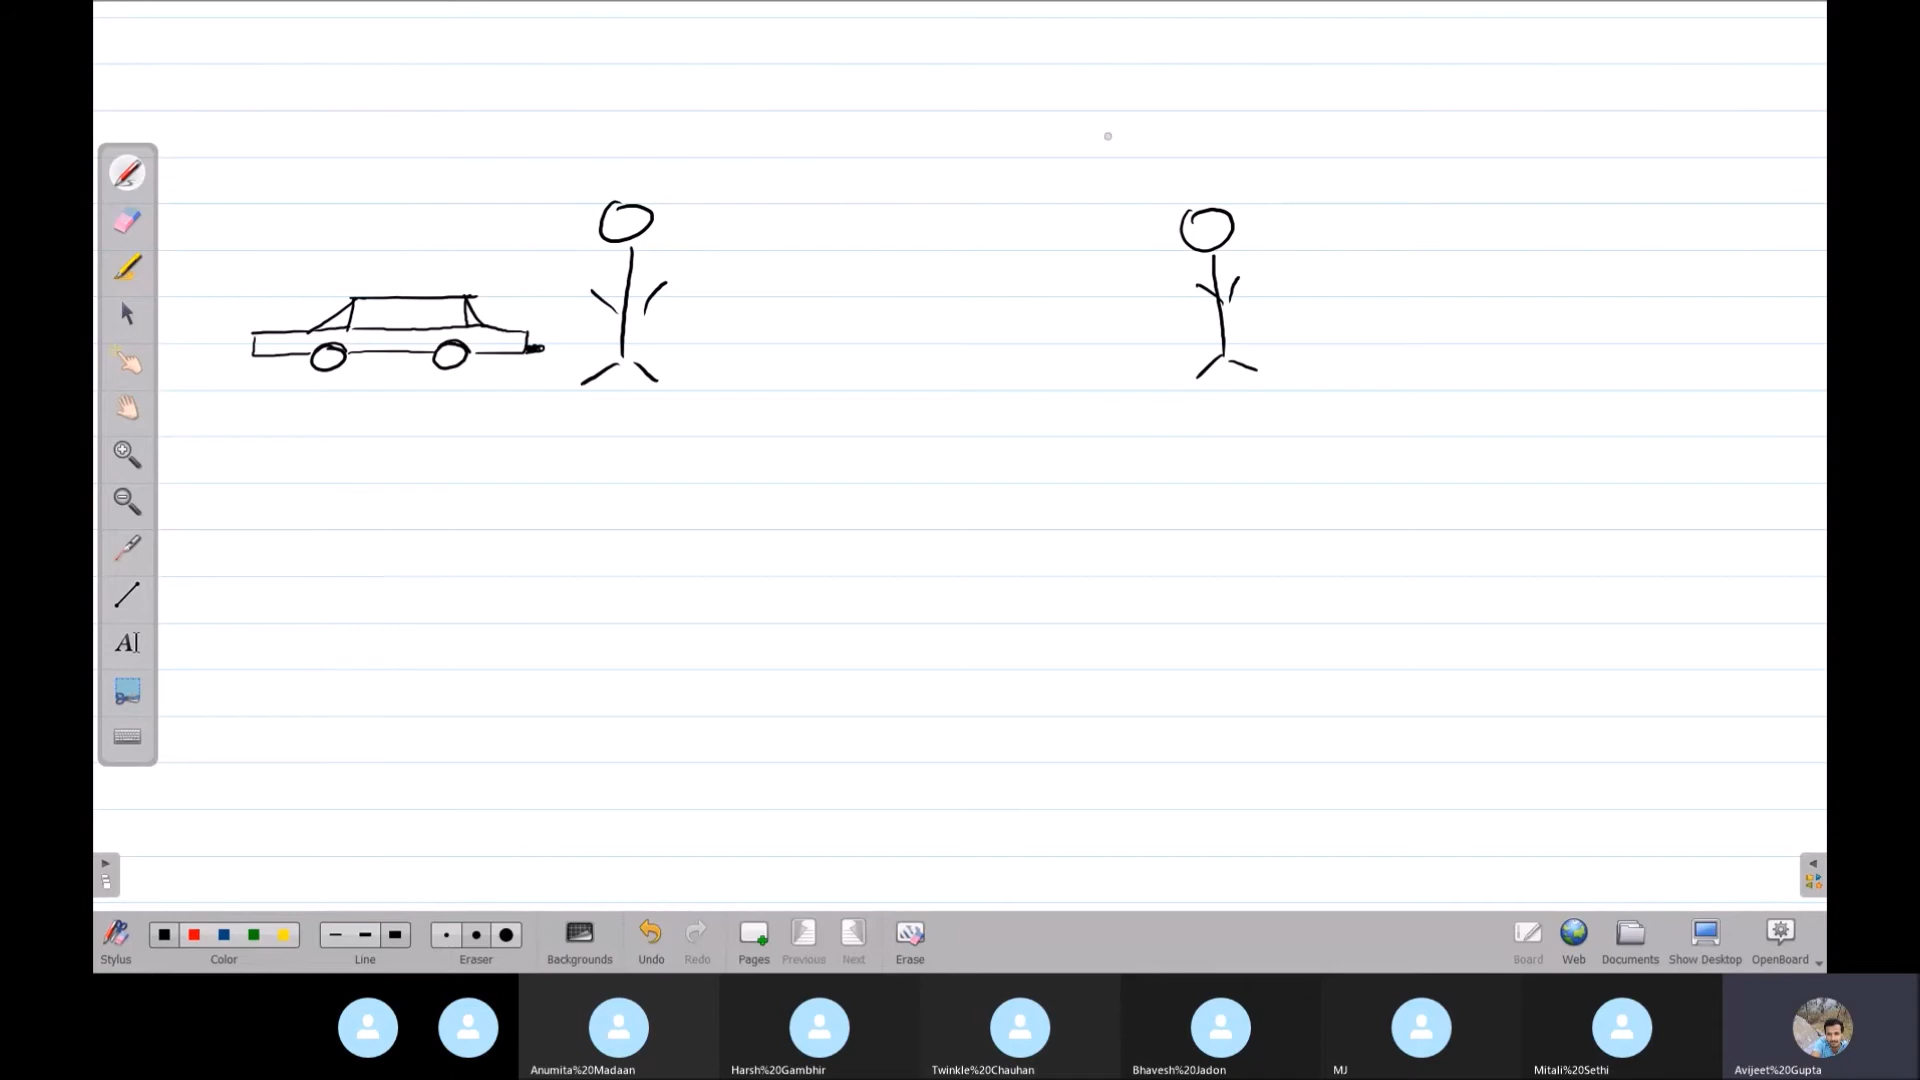 AI
Stylus
Color
Line
Eraser
Backgrounds
Undo
Redo
Pages
Previous
Next
Erase
Board
Web
Documents
Show Desktop
OpenBoard
Anumita%20Madaan
Harsh%20Gambhir
Twinkle%20Chauhan
Bhavesh%20Jadon
MJ
Mitali%20Sethi
Avijeet%20Gupta